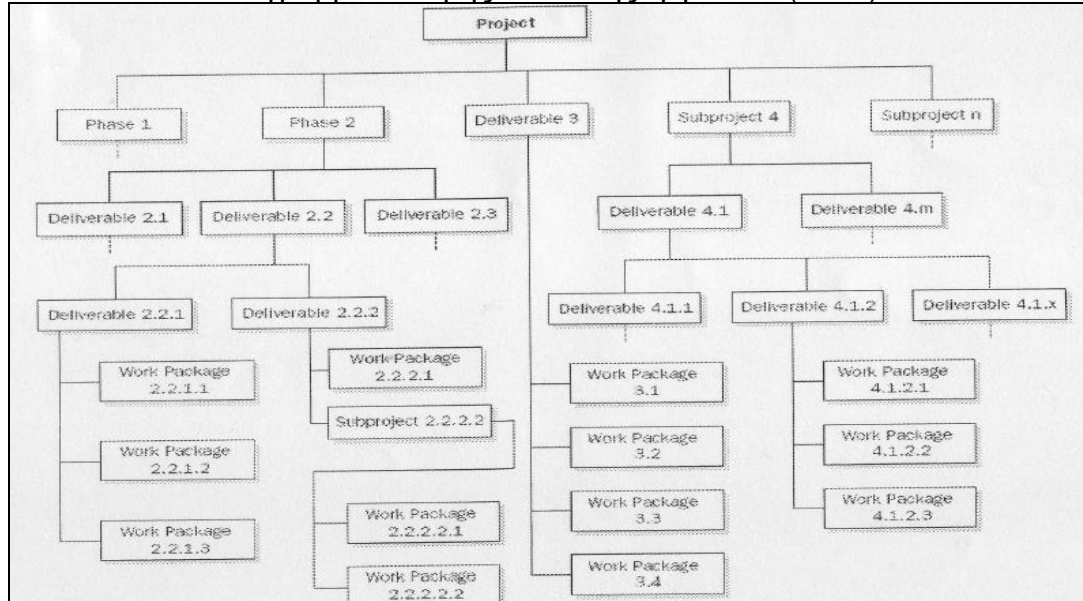 Project
Phase 1
Phase 2
Deliverable 3
Subproject 4
Subproject n
Deliverable 2.1
Deliverable 2.2
Deliverable 2.3
Deliverable 4.1
Deliverable 4.m
Deliverable 2.2.1
Deliverable 2.2.2
Deliverable 4.1.1
Deliverable 4.1.2
Deliverable 4.1.x
Work Package
2.2.1.1
Work Package
2.2.1.2
Work Package
2.2.1.3
Work Package
2.2.2.1
Subproject 2.2.2.2
Work Package
2.2.2.2.1
Work Package
2.2.2.2.2
Work Package
3.1
Work Package
3.2
Work Package
3.3
Work Package
3.4
Work Package
4.1.2.1
Work Package
4.1.2.2
Work Package
4.1.2.3